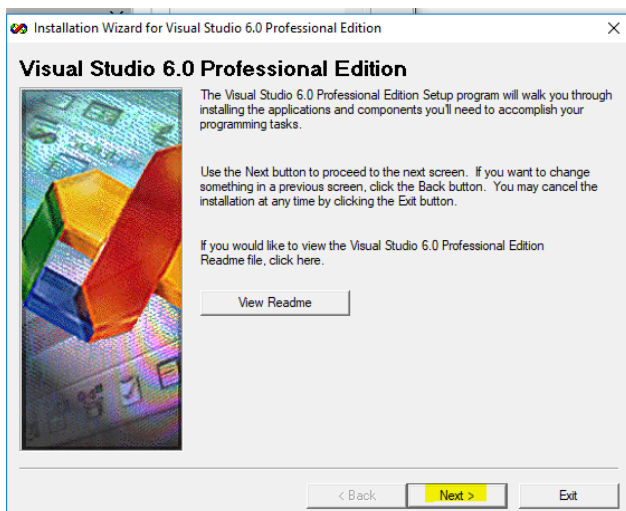 Installation Wizard for Visual Studio 6.0 Professional Edition
Visual Studio 6.0 Professional Edition
The Visual Studio 6.0 Professional Edition Setup program will walk you through
installing the applications and components you'll need to accomplish your
programming tasks.
Use the Next button to proceed to the next screen. If you want to change
something in a previous screen, click the Back button. You may cancel the
installation at any time by clicking the Exit button.
If you would like to view the Visual Studio 6.0 Professional Edition
Readme file, click here.
View Readme
< Back
Next >
Exit